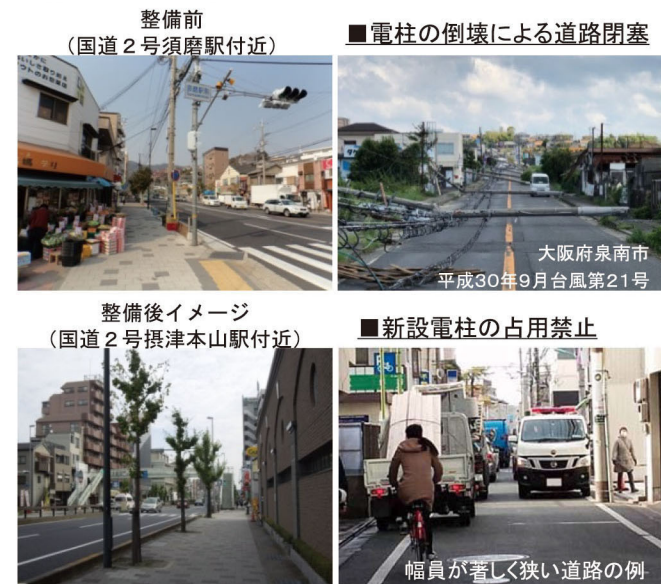 整備前
（国道２号須磨駅付近）
■電柱の倒壊による道路閉塞
大阪府泉南市
平成30年9月台風第21号
整備後イメージ
（国道２号摂津本山駅付近）
■新設電柱の占用禁止
幅員が著しく狭い道路の例